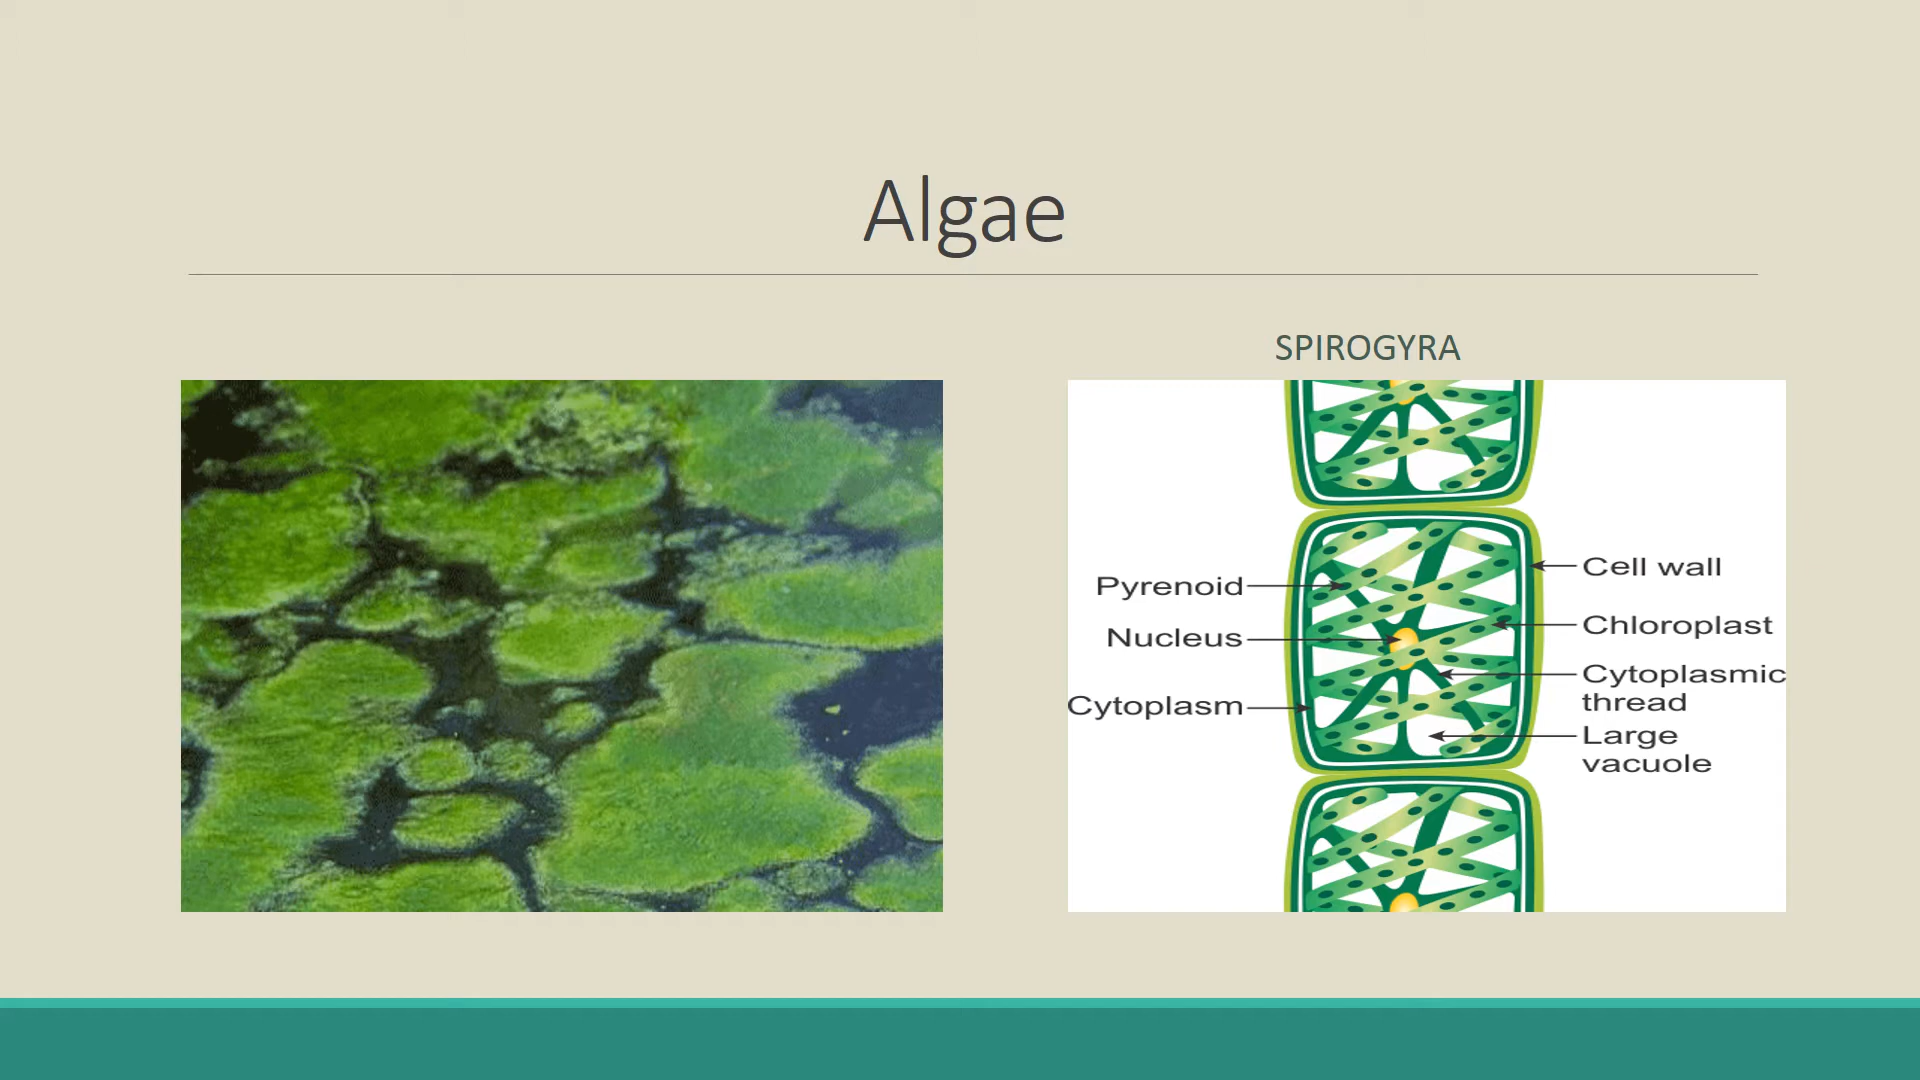 Algae
SPIROGYRA
Pyrenoid
Nucleus
Cytoplasm
Cell wall
Chloroplast
Cytoplasmic
thread
Large
vacuole